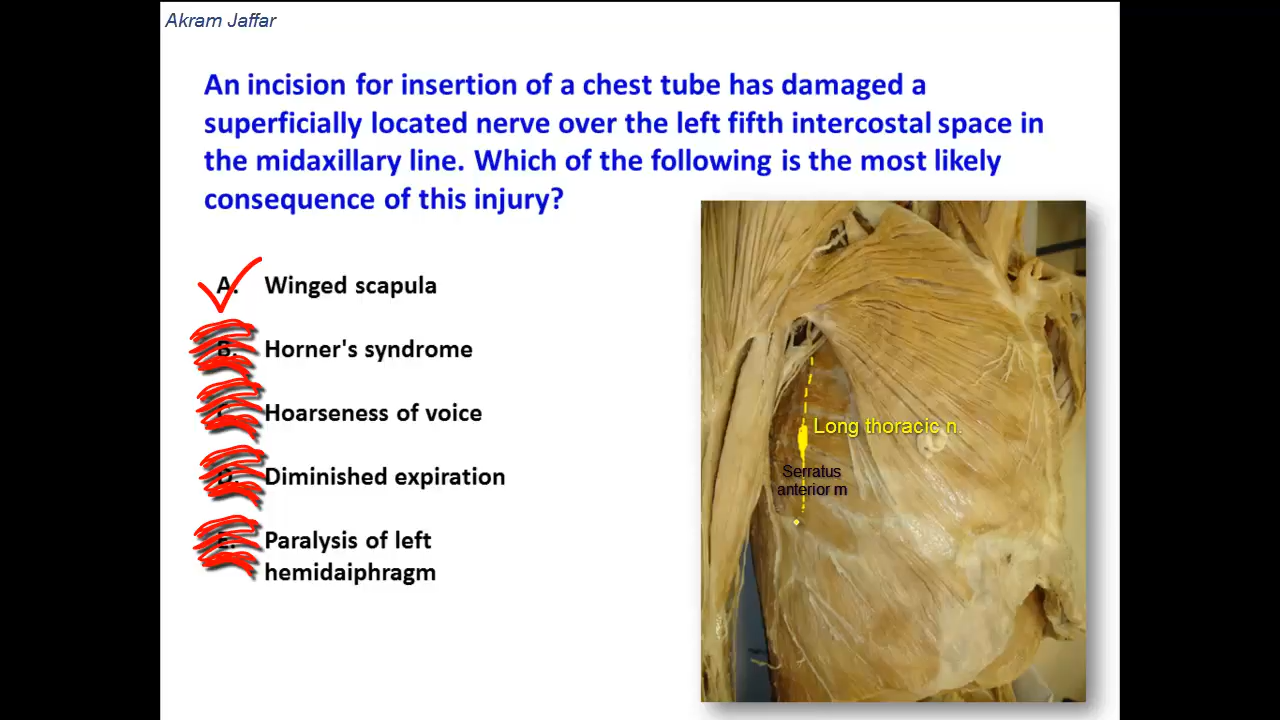 Akram Jaffar
An incision for insertion of a chest tube has damaged a
superficially located nerve over the left fifth intercostal space in
the midaxillary line. Which of the following is the most likely
consequence of this injury?
A. Winged scapula
B. Horner's syndrome
C. Hoarseness of voice
D. Diminished expiration
E. Paralysis of left
hemidaiphragm
Long thoracic n.
Serratus
anterior m